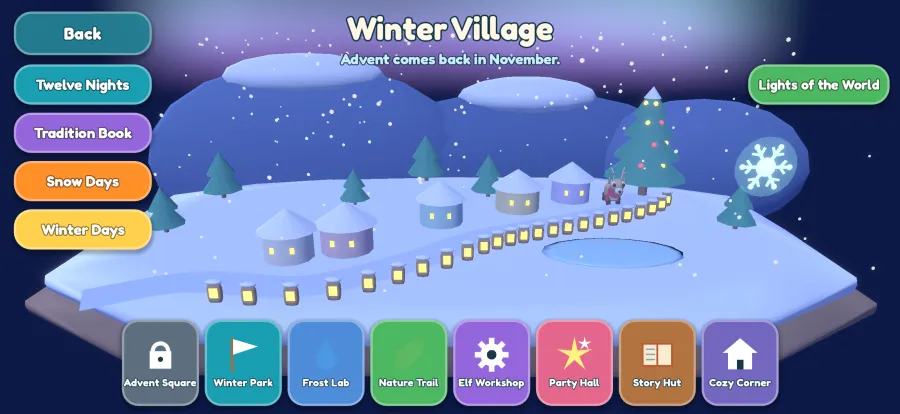 Winter Village
Advent comes back in November.
Back
Twelve Nights
Tradition Book
Snow Days
Winter Days
Lights of the World
Advent Square
Winter Park
Frost Lab
Nature Trail
Elf Workshop
Party Hall
Story Hut
Cozy Corner